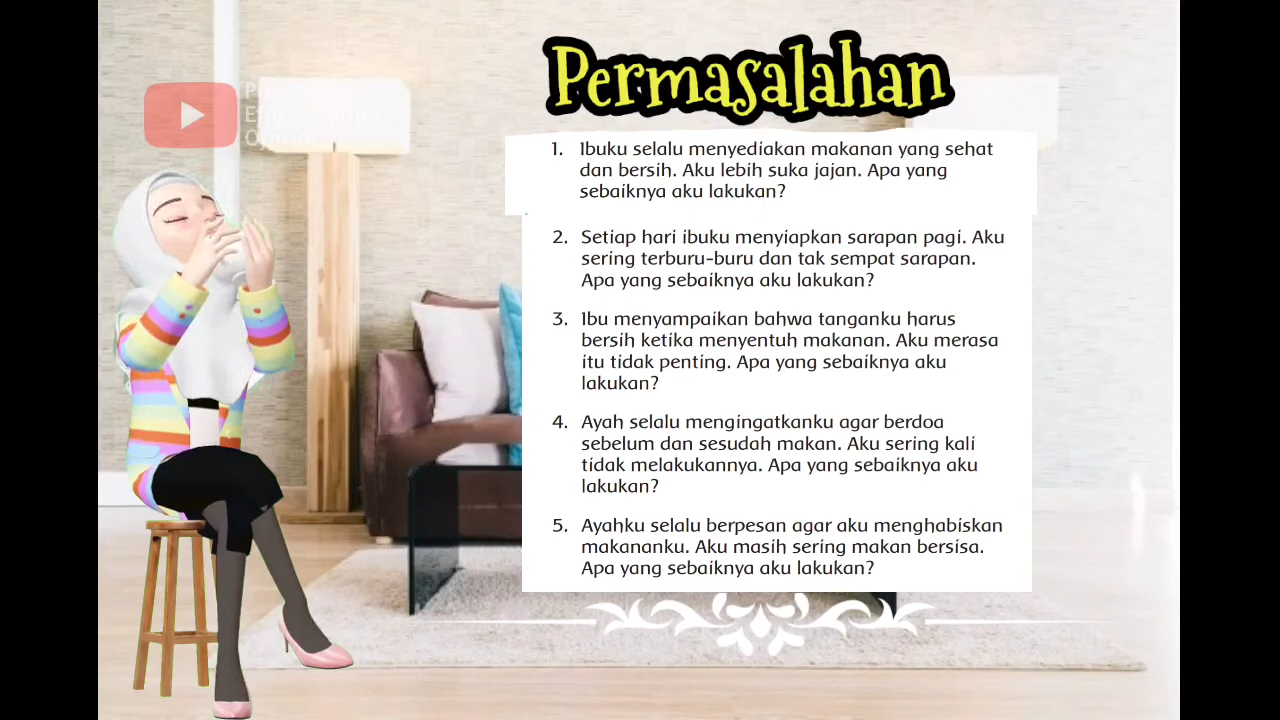 Permasalahan
1. Ibuku selalu menyediakan makanan yang sehat
dan bersih. Aku lebih suka jajan. Apa yang
sebaiknya aku lakukan?
2. Setiap hari ibuku menyiapkan sarapan pagi. Aku
sering terburu-buru dan tak sempat sarapan.
Apa yang sebaiknya aku lakukan?
3. Ibu menyampaikan bahwa tanganku harus
bersih ketika menyentuh makanan. Aku merasa
itu tidak penting. Apa yang sebaiknya aku
lakukan?
4. Ayah selalu mengingatkanku agar berdoa
sebelum dan sesudah makan. Aku sering kali
tidak melakukannya. Apa yang sebaiknya aku
lakukan?
5. Ayahku selalu berpesan agar aku menghabiskan
makananku. Aku masih sering makan bersisa.
Apa yang sebaiknya aku lakukan?